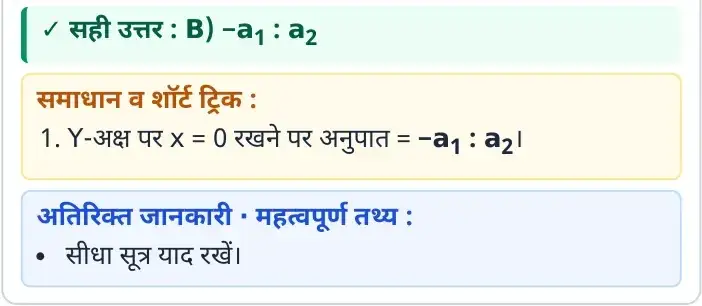 ✓ सही उत्तर : B) −a₁ : a₂
समाधान व शॉर्ट ट्रिक :
1. Y-अक्ष पर x = 0 रखने पर अनुपात = −a₁ : a₂।
अतिरिक्त जानकारी · महत्वपूर्ण तथ्य :
• सीधा सूत्र याद रखें।